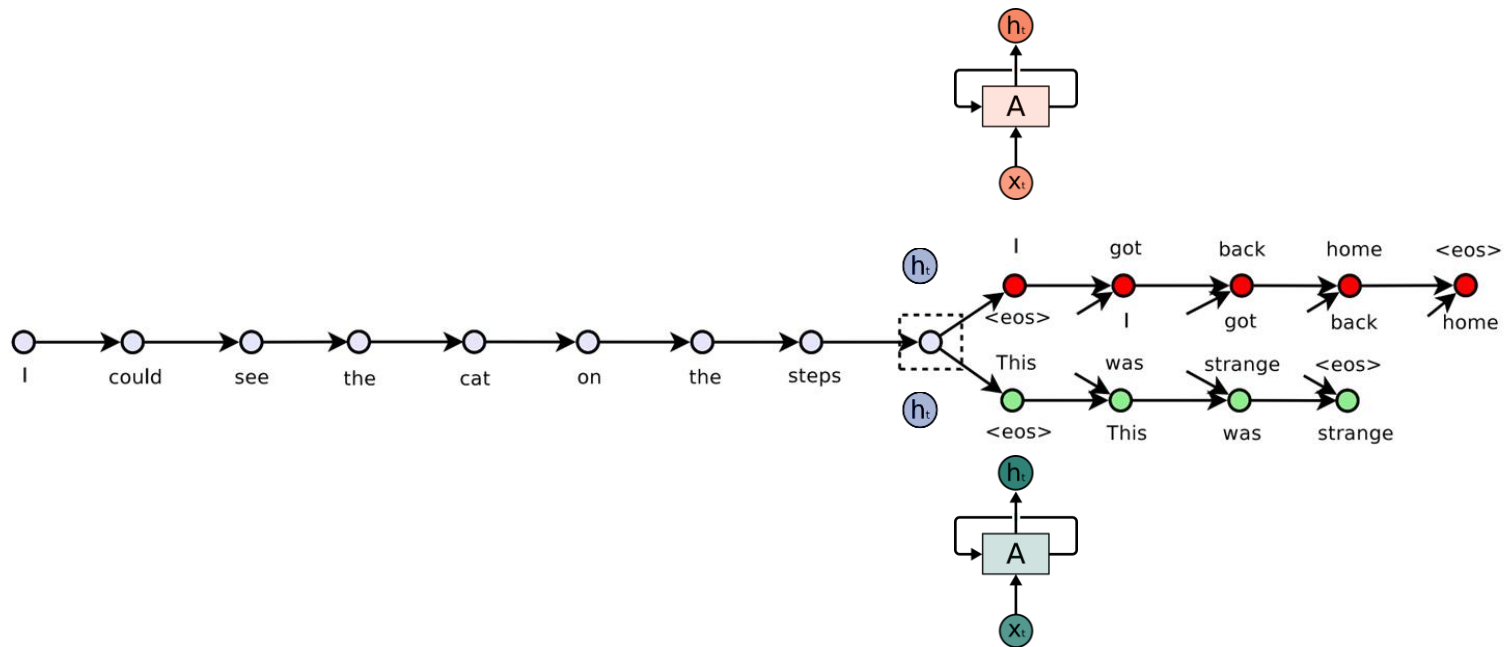 hₜ
A
xₜ
I got back home <eos>
hₜ
<eos> I got back home
I could see the cat on the steps
This was strange <eos>
hₜ
<eos> This was strange
hₜ
A
xₜ